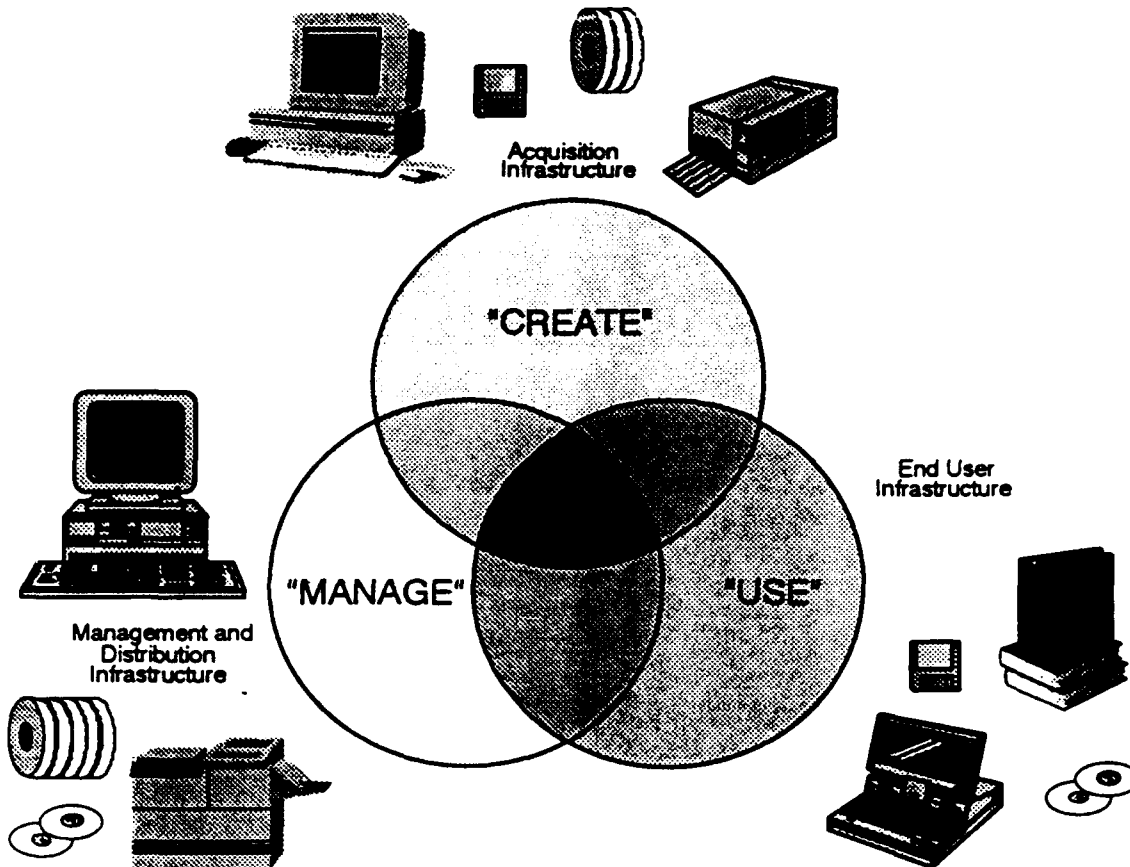 Acquisition
Infrastructure
"CREATE"
End User
Infrastructure
"MANAGE"
"USE"
Management and
Distribution
Infrastructure